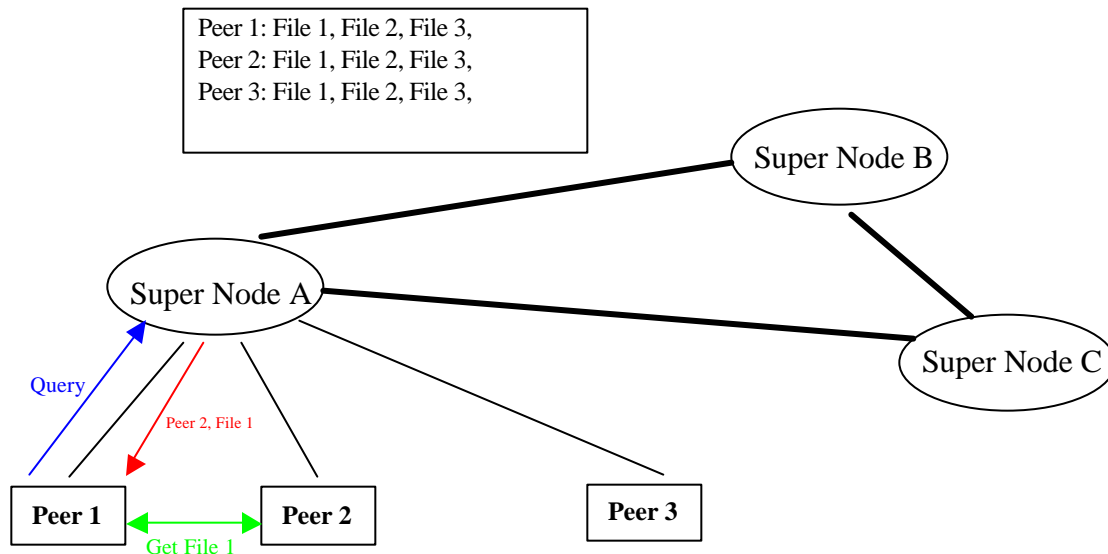 Peer 1: File 1, File 2, File 3,
Peer 2: File 1, File 2, File 3,
Peer 3: File 1, File 2, File 3,
Super Node B
Super Node A
Super Node C
Query
Peer 2, File 1
Peer 1
Peer 2
Peer 3
Get File 1